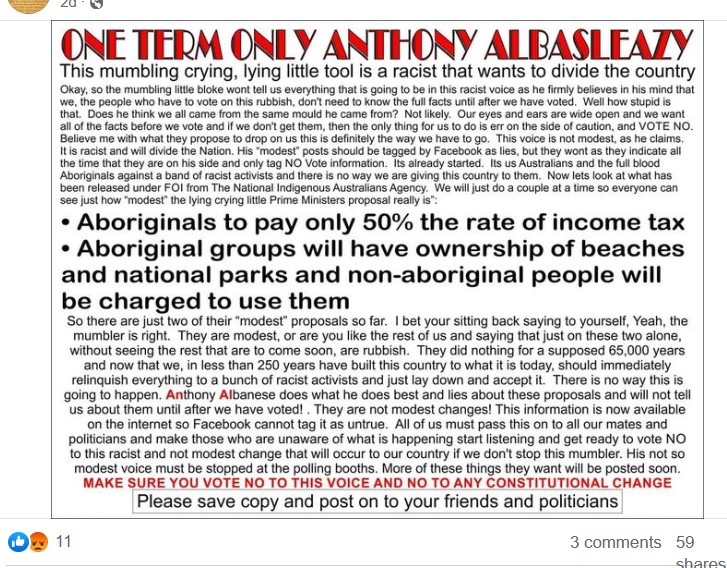 2d ·
ONE TERM ONLY ANTHONY ALBASLEAZY
This mumbling crying, lying little tool is a racist that wants to divide the country
Okay, so the mumbling little bloke wont tell us everything that is going to be in this racist voice as he firmly believes in his mind that
we, the people who have to vote on this rubbish, don't need to know the full facts until after we have voted. Well how stupid is
that. Does he think we all came from the same mould he came from? Not likely. Our eyes and ears are wide open and we want
all of the facts before we vote and if we don't get them, then the only thing for us to do is err on the side of caution, and VOTE NO.
Believe me with what they propose to drop on us this is definitely the way we have to go. This voice is not modest, as he claims.
It is racist and will divide the Nation. His "modest" posts should be tagged by Facebook as lies, but they wont as they indicate all
the time that they are on his side and only tag NO Vote information. Its already started. Its us Australians and the full blood
Aboriginals against a band of racist activists and there is no way we are giving this country to them. Now lets look at what has
been released under FOI from The National Indigenous Australians Agency. We will just do a couple at a time so everyone can
see just how "modest" the lying crying little Prime Ministers proposal really is":
• Aboriginals to pay only 50% the rate of income tax
• Aboriginal groups will have ownership of beaches
and national parks and non-aboriginal people will
be charged to use them
So there are just two of their "modest" proposals so far. I bet your sitting back saying to yourself, Yeah, the
mumbler is right. They are modest, or are you like the rest of us and saying that just on these two alone,
without seeing the rest that are to come soon, are rubbish. They did nothing for a supposed 65,000 years
and now that we, in less than 250 years have built this country to what it is today, should immediately
relinquish everything to a bunch of racist activists and just lay down and accept it. There is no way this is
going to happen. Anthony Albanese does what he does best and lies about these proposals and will not tell
us about them until after we have voted! . They are not modest changes! This information is now available
on the internet so Facebook cannot tag it as untrue. All of us must pass this on to all our mates and
politicians and make those who are unaware of what is happening start listening and get ready to vote NO
to this racist and not modest change that will occur to our country if we don't stop this mumbler. His not so
modest voice must be stopped at the polling booths. More of these things they want will be posted soon.
MAKE SURE YOU VOTE NO TO THIS VOICE AND NO TO ANY CONSTITUTIONAL CHANGE
Please save copy and post on to your friends and politicians
11 3 comments 59 shares